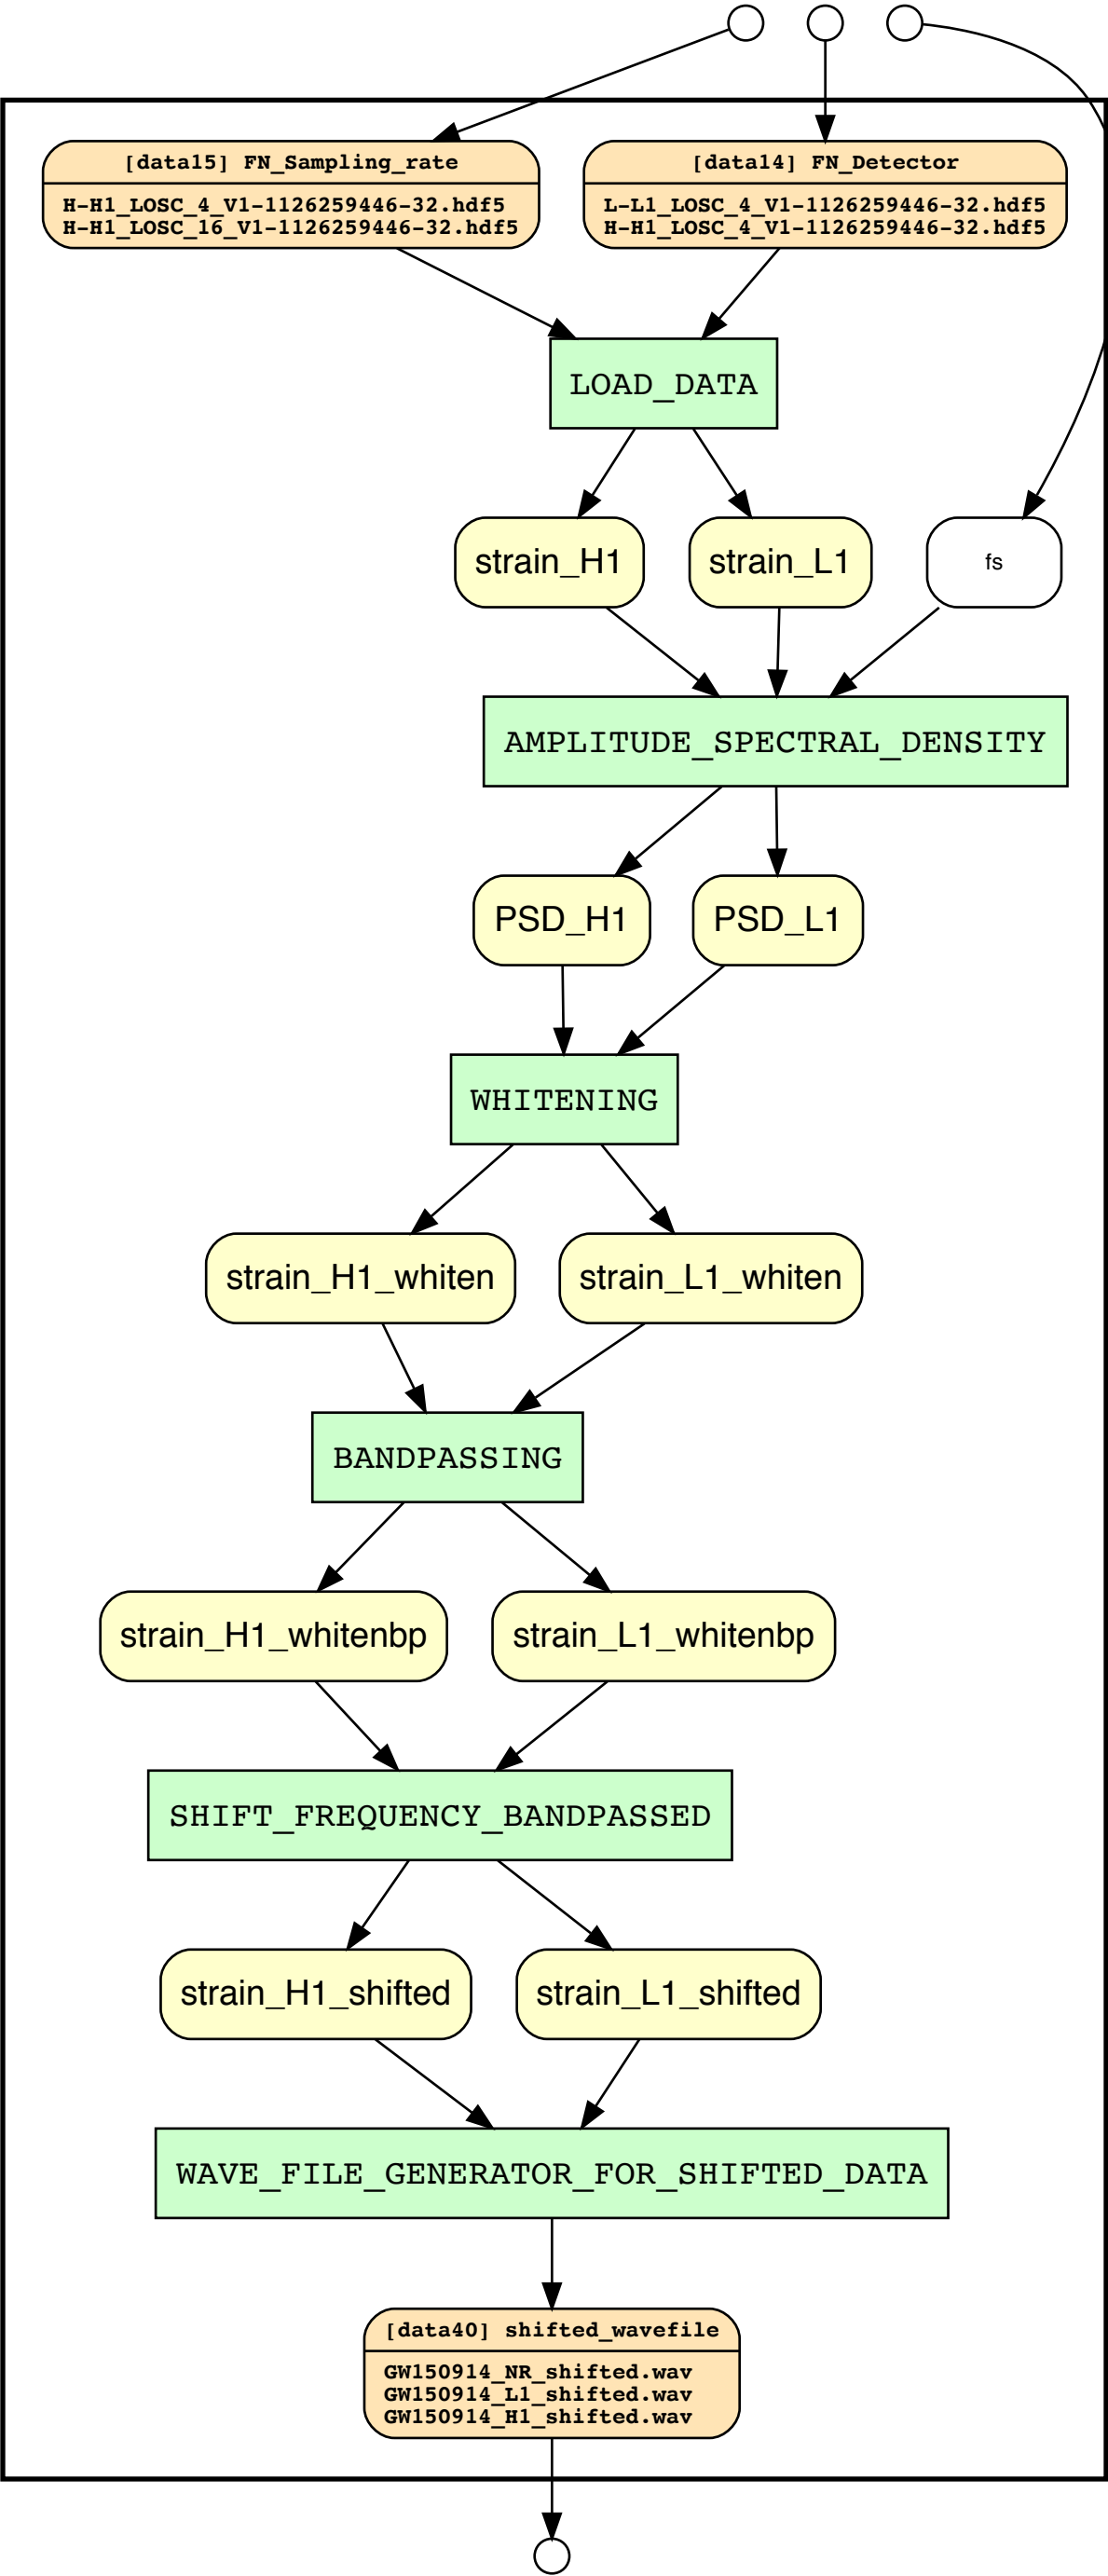 [data15] FN_Sampling_rate
H-H1_LOSC_4_V1-1126259446-32.hdf5
H-H1_LOSC_16_V1-1126259446-32.hdf5
[data14] FN_Detector
L-L1_LOSC_4_V1-1126259446-32.hdf5
H-H1_LOSC_4_V1-1126259446-32.hdf5
LOAD_DATA
strain_H1
strain_L1
fs
AMPLITUDE_SPECTRAL_DENSITY
PSD_H1
PSD_L1
WHITENING
strain_H1_whiten
strain_L1_whiten
BANDPASSING
strain_H1_whitenbp
strain_L1_whitenbp
SHIFT_FREQUENCY_BANDPASSED
strain_H1_shifted
strain_L1_shifted
WAVE_FILE_GENERATOR_FOR_SHIFTED_DATA
[data40] shifted_wavefile
GW150914_NR_shifted.wav
GW150914_L1_shifted.wav
GW150914_H1_shifted.wav